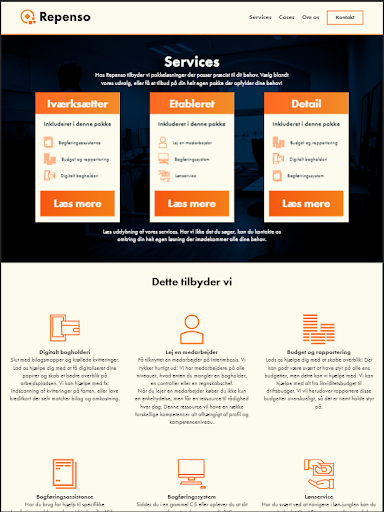 Repenso
Services
Cases
Om os
Kontakt
Services
Hos Repenso tilbyder vi pakkeløsninger der passer præcist til dit behov. Vælg blandt
vores udvalg, eller få et tilbud på din helt egen pakke der opfylder dine behov!
Iværksætter
Inkluderet i denne pakke
Bogføringsassistance
Budget og rapportering
Digitalt bogholderi
Læs mere
Etableret
Inkluderet i denne pakke
Lej en medarbejder
Bogføringssystem
Lønservice
Læs mere
Detail
Inkluderet i denne pakke
Budget og rapportering
Digitalt bogholderi
Bogføringssystem
Læs mere
Læs uddybning af vores services. Har vi ikke det du søger, kan du kontakte os
omkring din helt egen løsning der imødekommer alle dine behov.
Dette tilbyder vi
Digitalt bogholderi
Slut med bilagsmapper og krøllede kvitteringer.
Lad os hjælpe dig med at få digitaliseret dine
papirer og skab et bedre overblik på
arbejdspladsen. Vi kan hjælpe med fx:
Indscanning af kvitteringer på farten, eller lave
kreditkort der selv matcher bilag og omkostning.
Lej en medarbejder
Få tilknyttet en medarbejder på interimbasis. Vi
rykker hurtigt ud! Vi har medarbejdere på alle
niveauer, hvad enten du mangler en bogholder,
en controller eller en regnskabschef.
Når du lejer en medarbejder køber du ikke kun
en enkeltydelse, men får en ressource til rådighed
hver dag. Denne ressource vil have en række
forskellige kompetencer alt afhængigt af profil og
kompetenceniveau.
Budget og rapportering
Lads os hjælpe dig med at skabe overblik! Det
kan godt være svært at have styr på alle ens
budgetter, men dette kan vi hjælpe med. Vi kan
hjælpe med alt fra likviditetsbudget til
driftsbudget. Vi vil herudover rapportere disse
budgetter overskueligt, så det er nemt holde styr
på.
Bogføringsassistance
Har du brug for hjælp til specifikke
Bogføringssystem
Sidder du i en gammel C5 eller oplever du at dit
Lønservice
Har du svært ved at navigere i løn-junglen kan du